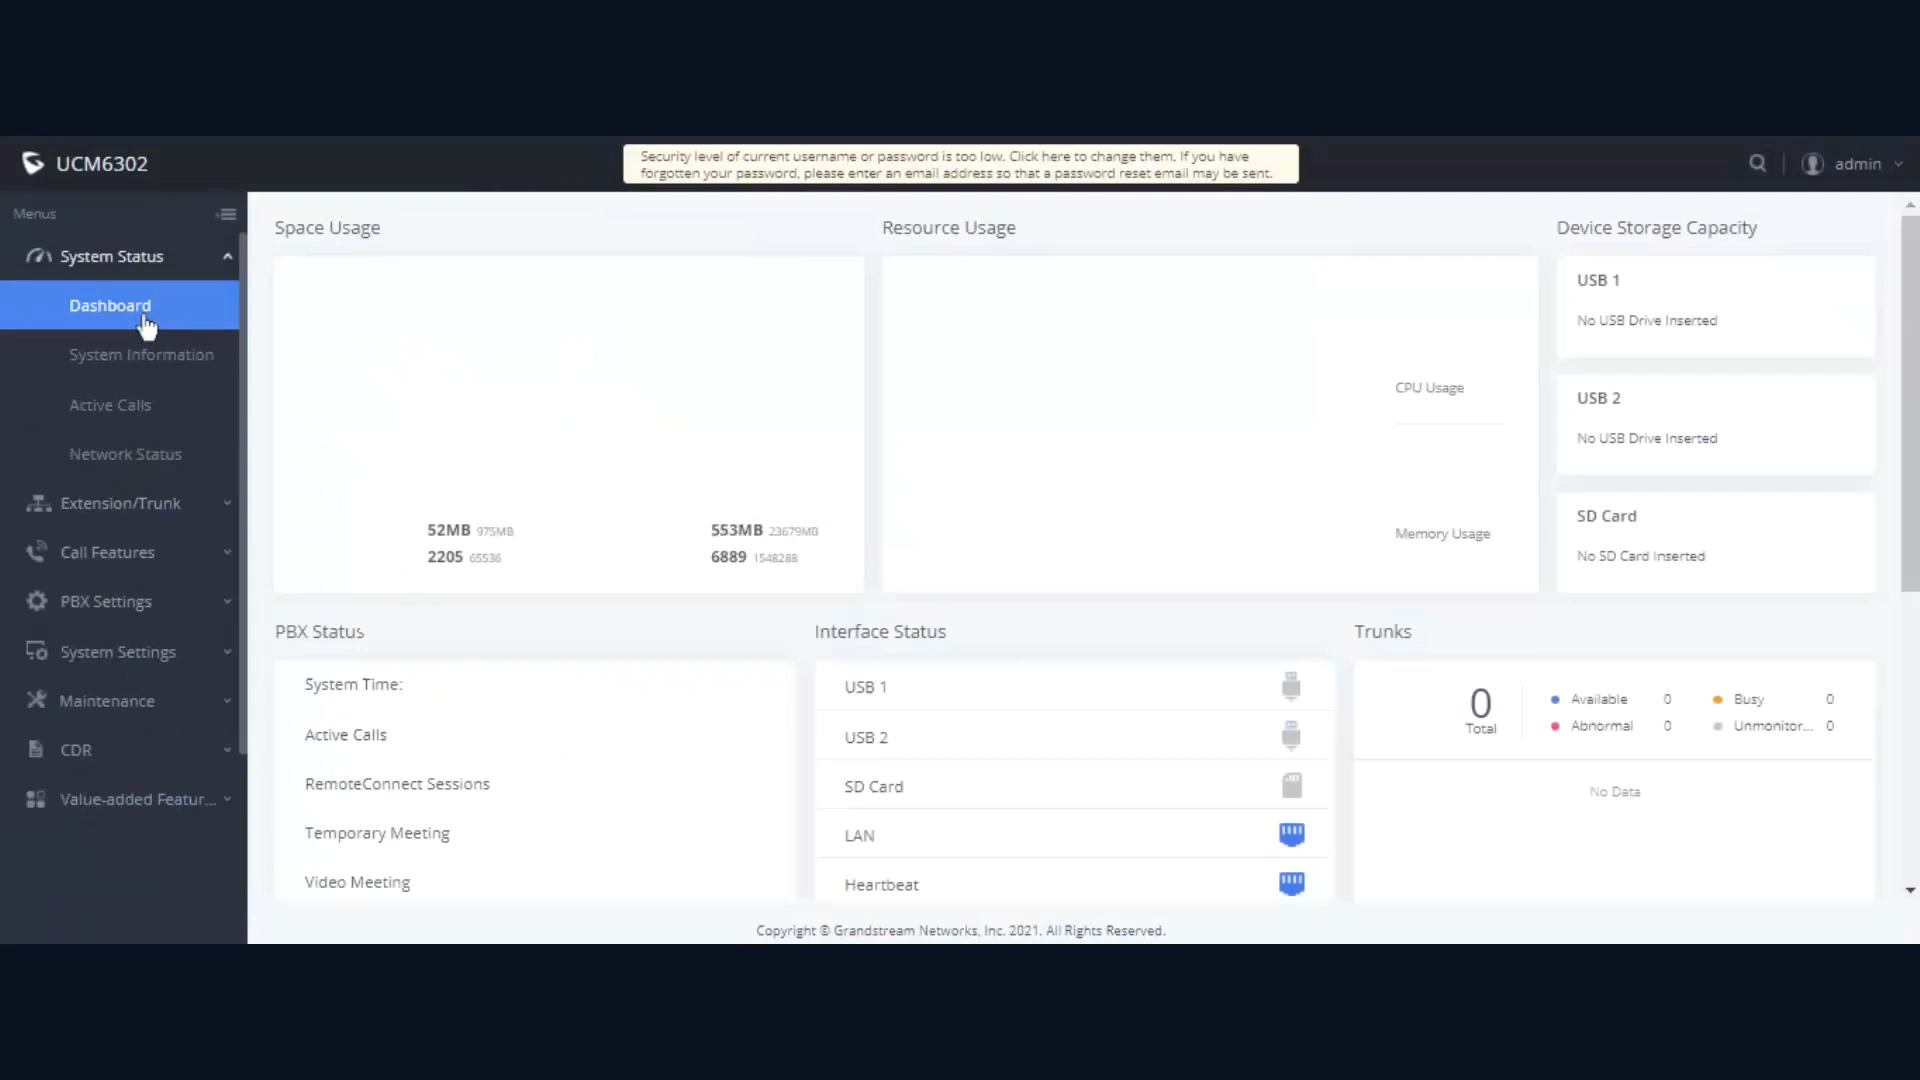 UCM6302
Security level of current username or password is too low. Click here to change them. If you have
forgotten your password, please enter an email address so that a password reset email may be sent.
admin
Menus
System Status
Dashboard
System Information
Active Calls
Network Status
Extension/Trunk
Call Features
PBX Settings
System Settings
Maintenance
CDR
Value-added Featur...
Space Usage
52MB 975MB
2205 65536
553MB 23679MB
6889 1548288
Resource Usage
CPU Usage
Memory Usage
Device Storage Capacity
USB 1
No USB Drive Inserted
USB 2
No USB Drive Inserted
SD Card
No SD Card Inserted
PBX Status
System Time:
Active Calls
RemoteConnect Sessions
Temporary Meeting
Video Meeting
Interface Status
USB 1
USB 2
SD Card
LAN
Heartbeat
Trunks
0
Total
Available 0
Busy 0
Abnormal 0
Unmonitor... 0
No Data
Copyright © Grandstream Networks, Inc. 2021. All Rights Reserved.